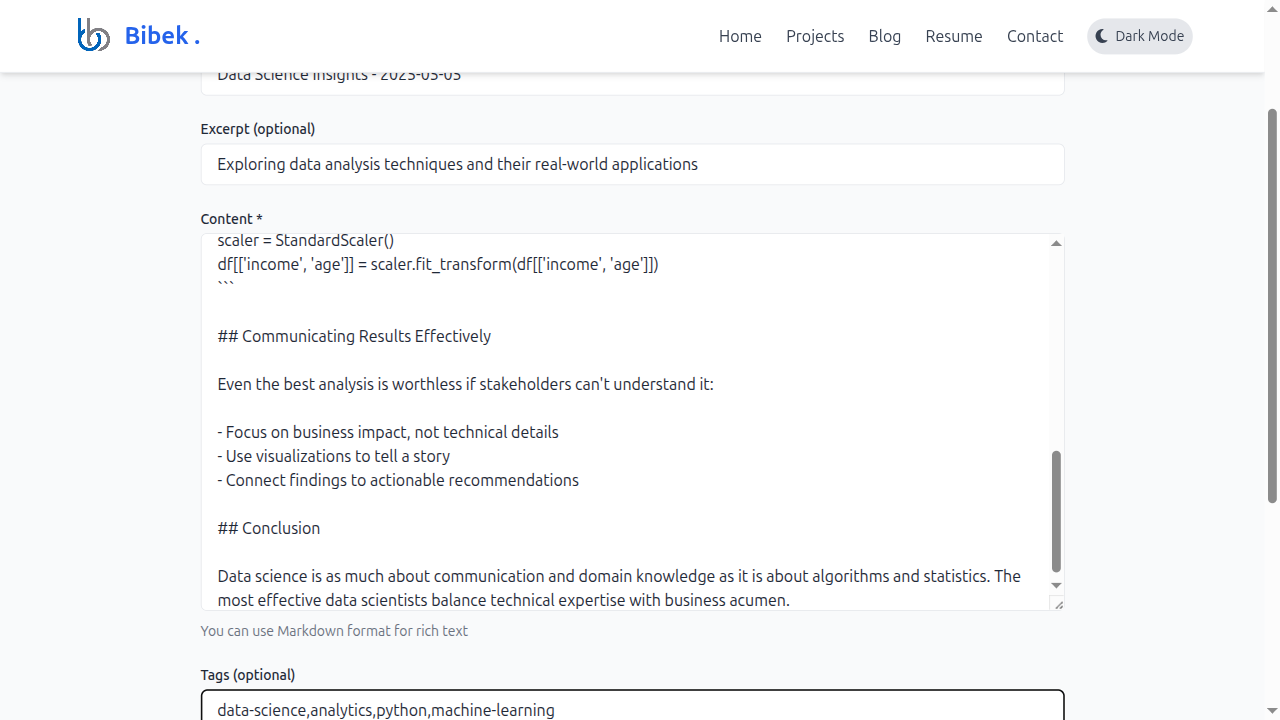 Bibek .
Home
Projects
Blog
Resume
Contact
Dark Mode
Data Science Insights - 2025-05-05
Excerpt (optional)
Exploring data analysis techniques and their real-world applications
Content *
scaler = StandardScaler()
df[['income', 'age']] = scaler.fit_transform(df[['income', 'age']])
```
## Communicating Results Effectively
Even the best analysis is worthless if stakeholders can't understand it:
- Focus on business impact, not technical details
- Use visualizations to tell a story
- Connect findings to actionable recommendations
## Conclusion
Data science is as much about communication and domain knowledge as it is about algorithms and statistics. The
most effective data scientists balance technical expertise with business acumen.
You can use Markdown format for rich text
Tags (optional)
data-science,analytics,python,machine-learning